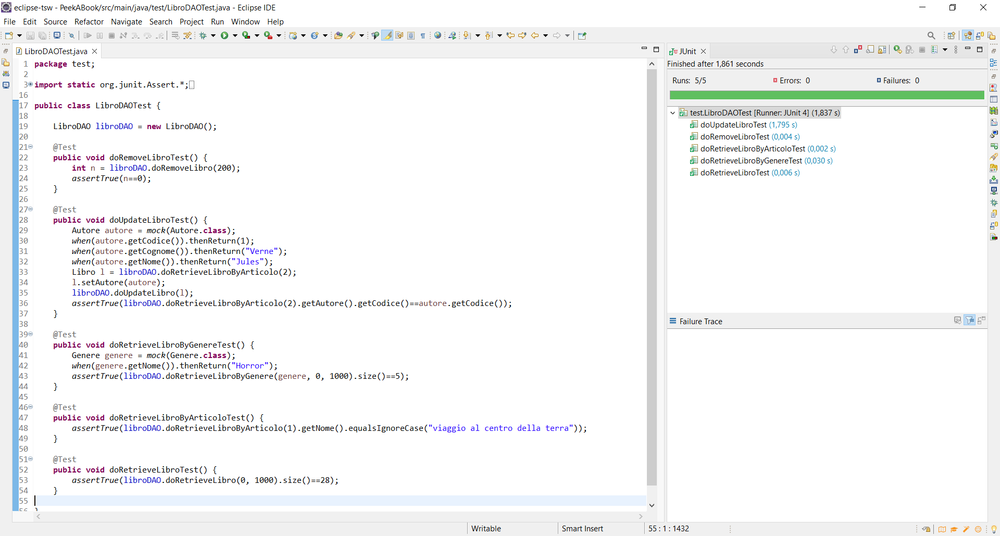 eclipse-tsw - PeekABook/src/main/java/test/LibroDAOTest.java - Eclipse IDE
File Edit Source Refactor Navigate Search Project Run Window Help
LibroDAOTest.java
1 package test;
2
3 import static org.junit.Assert.*;
16
17 public class LibroDAOTest {
18
19 LibroDAO libroDAO = new LibroDAO();
20
21 @Test
22 public void doRemoveLibroTest() {
23 int n = libroDAO.doRemoveLibro(200);
24 assertTrue(n==0);
25 }
26
27 @Test
28 public void doUpdateLibroTest() {
29 Autore autore = mock(Autore.class);
30 when(autore.getCodice()).thenReturn(1);
31 when(autore.getCognome()).thenReturn("Verne");
32 when(autore.getNome()).thenReturn("Jules");
33 Libro l = libroDAO.doRetrieveLibroByArticolo(2);
34 l.setAutore(autore);
35 libroDAO.doUpdateLibro(l);
36 assertTrue(libroDAO.doRetrieveLibroByArticolo(2).getAutore().getCodice()==autore.getCodice());
37 }
38
39 @Test
40 public void doRetrieveLibroByGenereTest() {
41 Genere genere = mock(Genere.class);
42 when(genere.getNome()).thenReturn("Horror");
43 assertTrue(libroDAO.doRetrieveLibroByGenere(genere, 0, 1000).size()==5);
44 }
45
46 @Test
47 public void doRetrieveLibroByArticoloTest() {
48 assertTrue(libroDAO.doRetrieveLibroByArticolo(1).getNome().equalsIgnoreCase("viaggio al centro della terra"));
49 }
50
51 @Test
52 public void doRetrieveLibroTest() {
53 assertTrue(libroDAO.doRetrieveLibro(0, 1000).size()==28);
54 }
55
56 }
JUnit
Finished after 1,861 seconds
Runs: 5/5 Errors: 0 Failures: 0
test.LibroDAOTest [Runner: JUnit 4] (1,837 s)
doUpdateLibroTest (1,795 s)
doRemoveLibroTest (0,004 s)
doRetrieveLibroByArticoloTest (0,002 s)
doRetrieveLibroByGenereTest (0,030 s)
doRetrieveLibroTest (0,006 s)
Failure Trace
Writable Smart Insert 55 : 1 : 1432